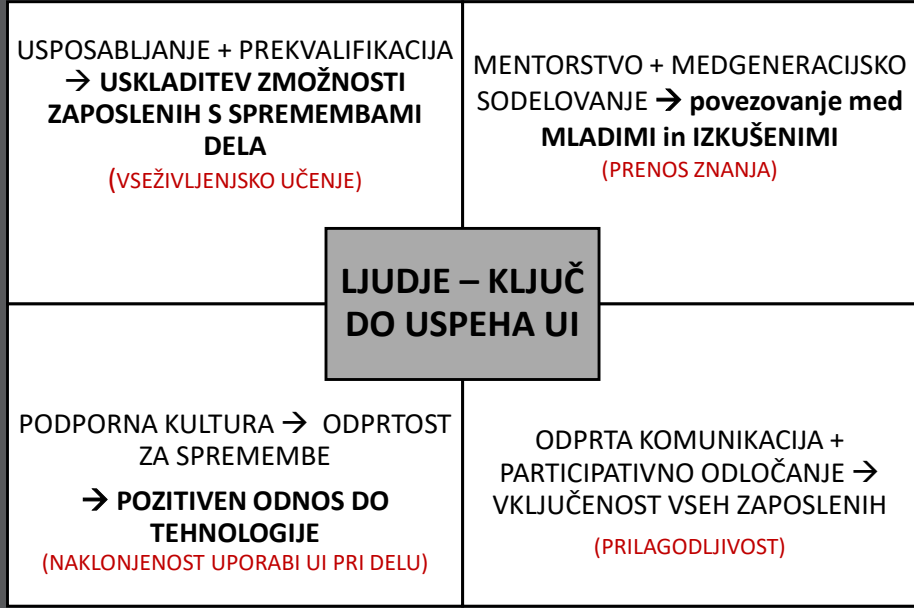 USPOSABLJANJE + PREKVALIFIKACIJA
→ USKLADITEV ZMOŽNOSTI
ZAPOSLENIH S SPREMEMBAMI
DELA
(VSEŽIVLJENJSKO UČENJE)
MENTORSTVO + MEDGENERACIJSKO
SODELOVANJE → povezovanje med
MLADIMI in IZKUŠENIMI
(PRENOS ZNANJA)
LJUDJE – KLJUČ
DO USPEHA UI
PODPORNA KULTURA → ODPRTOST
ZA SPREMEMBE
→ POZITIVEN ODNOS DO
TEHNOLOGIJE
(NAKLONJENOST UPORABI UI PRI DELU)
ODPRTA KOMUNIKACIJA +
PARTICIPATIVNO ODLOČANJE →
VKLJUČENOST VSEH ZAPOSLENIH
(PRILAGODLJIVOST)